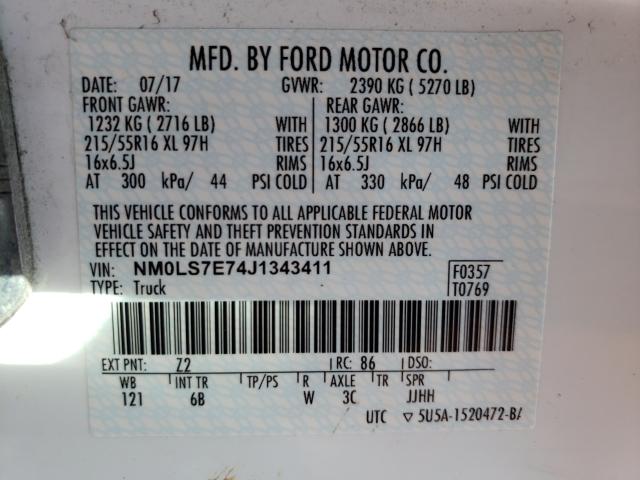 MFD. BY FORD MOTOR CO.
DATE: 07/17 GVWR: 2390 KG ( 5270 LB)
FRONT GAWR: REAR GAWR:
1232 KG ( 2716 LB) WITH 1300 KG ( 2866 LB) WITH
215/55R16 XL 97H TIRES 215/55R16 XL 97H TIRES
16x6.5J RIMS 16x6.5J RIMS
AT 300 kPa/ 44 PSI COLD AT 330 kPa/ 48 PSI COLD
THIS VEHICLE CONFORMS TO ALL APPLICABLE FEDERAL MOTOR
VEHICLE SAFETY AND THEFT PREVENTION STANDARDS IN
EFFECT ON THE DATE OF MANUFACTURE SHOWN ABOVE.
VIN: NM0LS7E74J1343411 F0357
TYPE: Truck T0769
EXT PNT: Z2 RC: 86 DSO:
WB INT TR TP/PS R AXLE TR SPR
121 6B W 3C JJHH
UTC ▽ 5U5A-1520472-BA